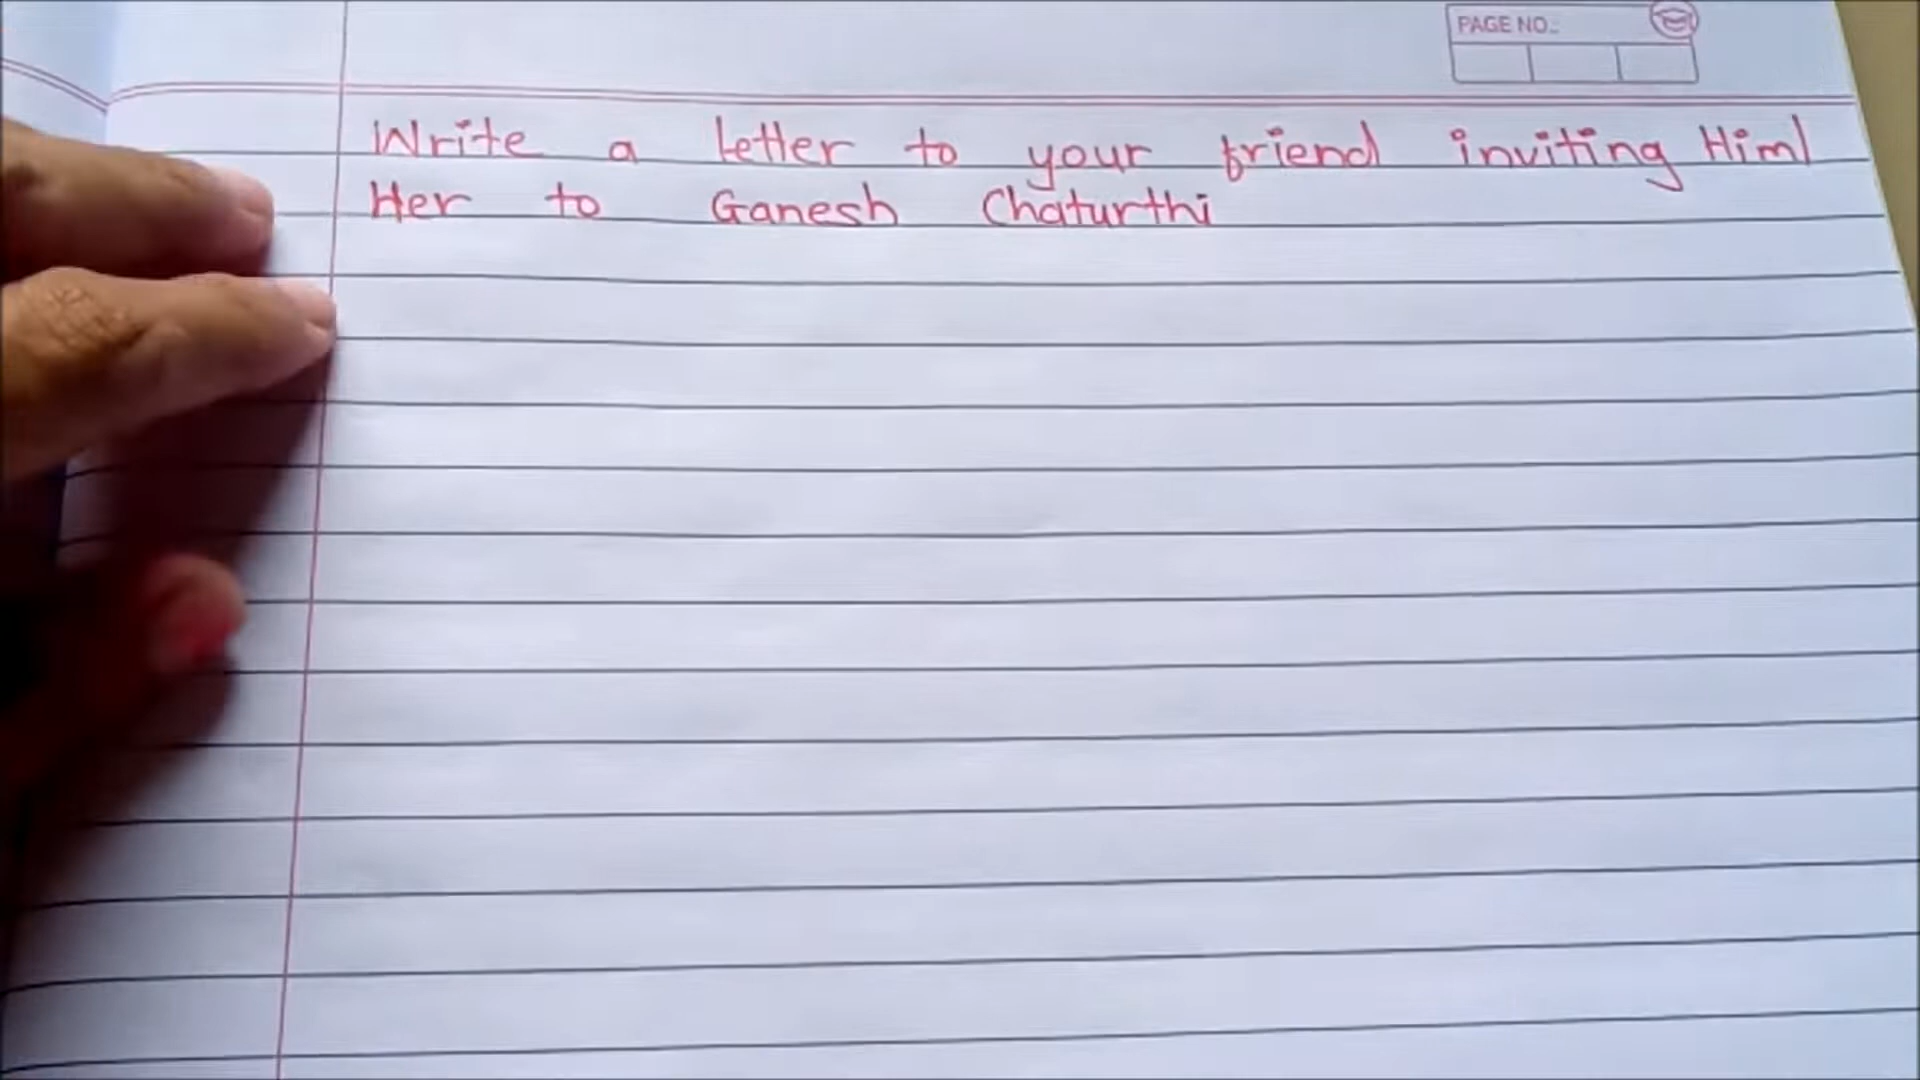 PAGE NO.:
Write a letter to your friend inviting Him/
Her to Ganesh Chaturthi